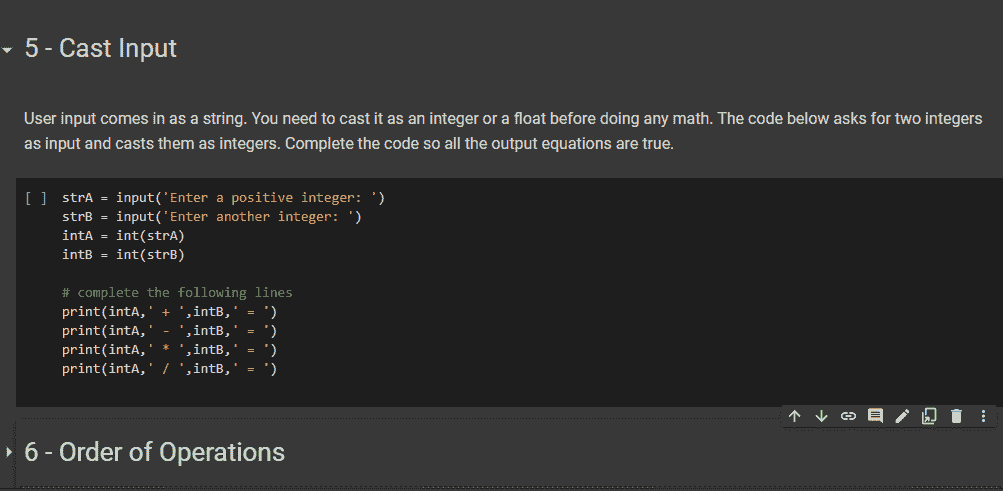 5 - Cast Input
User input comes in as a string. You need to cast it as an integer or a float before doing any math. The code below asks for two integers
as input and casts them as integers. Complete the code so all the output equations are true.
[ ] strA = input('Enter a positive integer: ')
strB = input('Enter another integer: ')
intA = int(strA)
intB = int(strB)
# complete the following lines
print(intA,' + ',intB,' = ')
print(intA,' - ',intB,' = ')
print(intA,' * ',intB,' = ')
print(intA,' / ',intB,' = ')
6 - Order of Operations